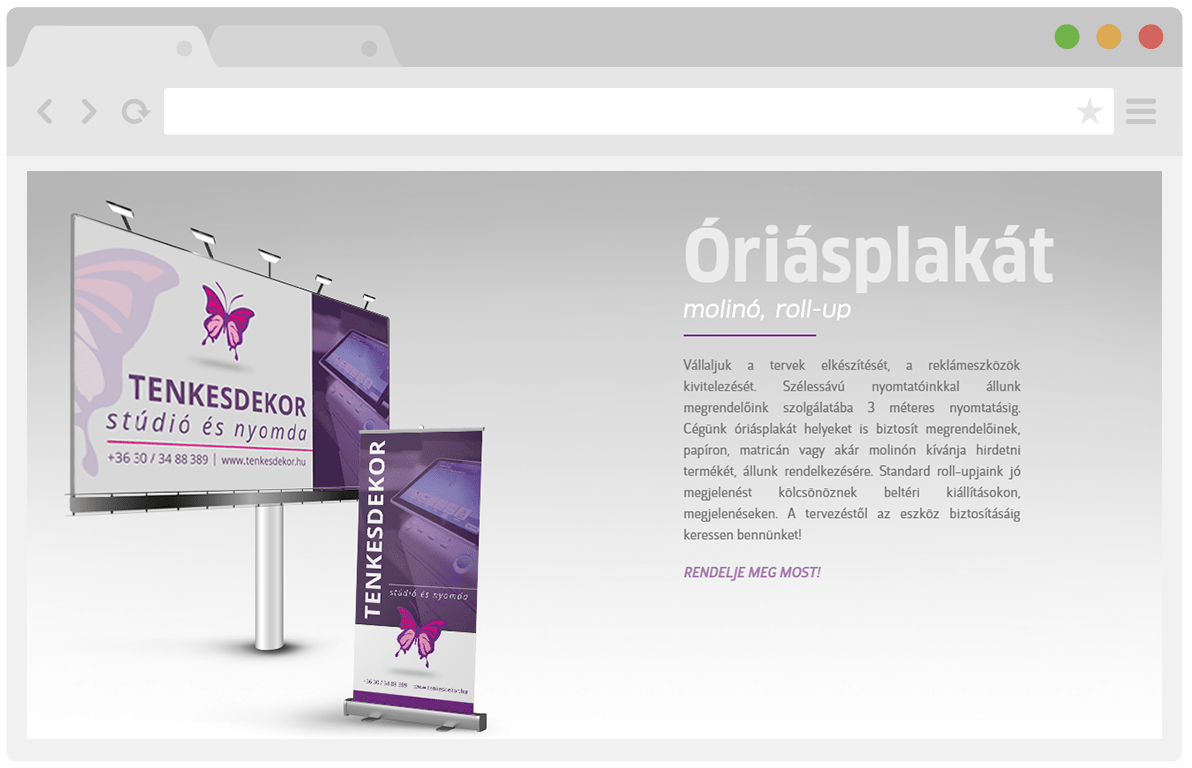 TENKESDEKOR
stúdió és nyomda
+36 30 / 34 88 389 | www.tenkesdekor.hu
TENKESDEKOR
stúdió és nyomda
+36 30 / 34 88 389 www.tenkesdekor.hu
Óriásplakát
molinó, roll-up
Vállaljuk a tervek elkészítését, a reklámeszközök
kivitelezését. Szélessávú nyomtatóinkkal állunk
megrendelőink szolgálatába 3 méteres nyomtatásig.
Cégünk óriásplakát helyeket is biztosít megrendelőinek,
papíron, matricán vagy akár molinón kívánja hirdetni
termékét, állunk rendelkezésére. Standard roll-upjaink jó
megjelenést kölcsönöznek beltéri kiállításokon,
megjelenéseken. A tervezéstől az eszköz biztosításáig
keressen bennünket!
RENDELJE MEG MOST!